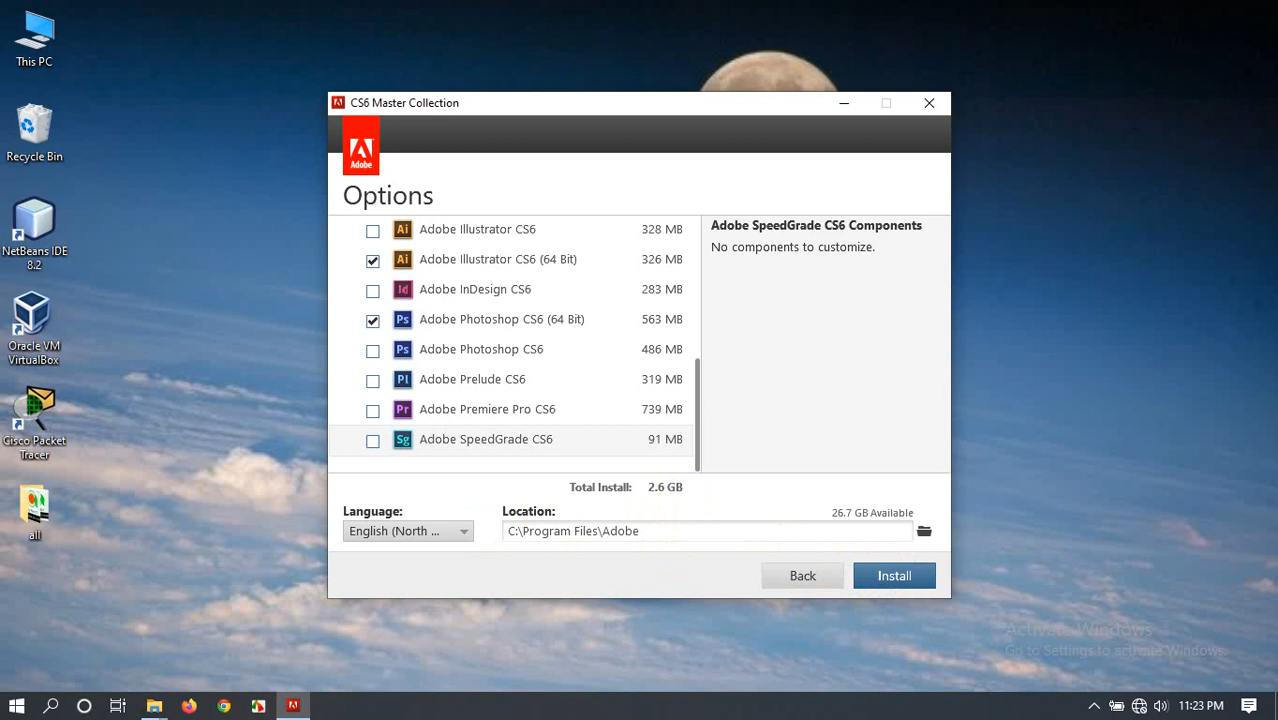 This PC
Recycle Bin
NetBeans IDE
8.2
Oracle VM
VirtualBox
Cisco Packet
Tracer
all
CS6 Master Collection
Adobe
Options
Ai Adobe Illustrator CS6 328 MB
Ai Adobe Illustrator CS6 (64 Bit) 326 MB
Id Adobe InDesign CS6 283 MB
Ps Adobe Photoshop CS6 (64 Bit) 563 MB
Ps Adobe Photoshop CS6 486 MB
Pl Adobe Prelude CS6 319 MB
Pr Adobe Premiere Pro CS6 739 MB
Sg Adobe SpeedGrade CS6 91 MB
Adobe SpeedGrade CS6 Components
No components to customize.
Total Install: 2.6 GB
Language:
English (North ...
Location:
26.7 GB Available
C:\Program Files\Adobe
Back
Install
Activate Windows
Go to Settings to activate Windows.
11:23 PM